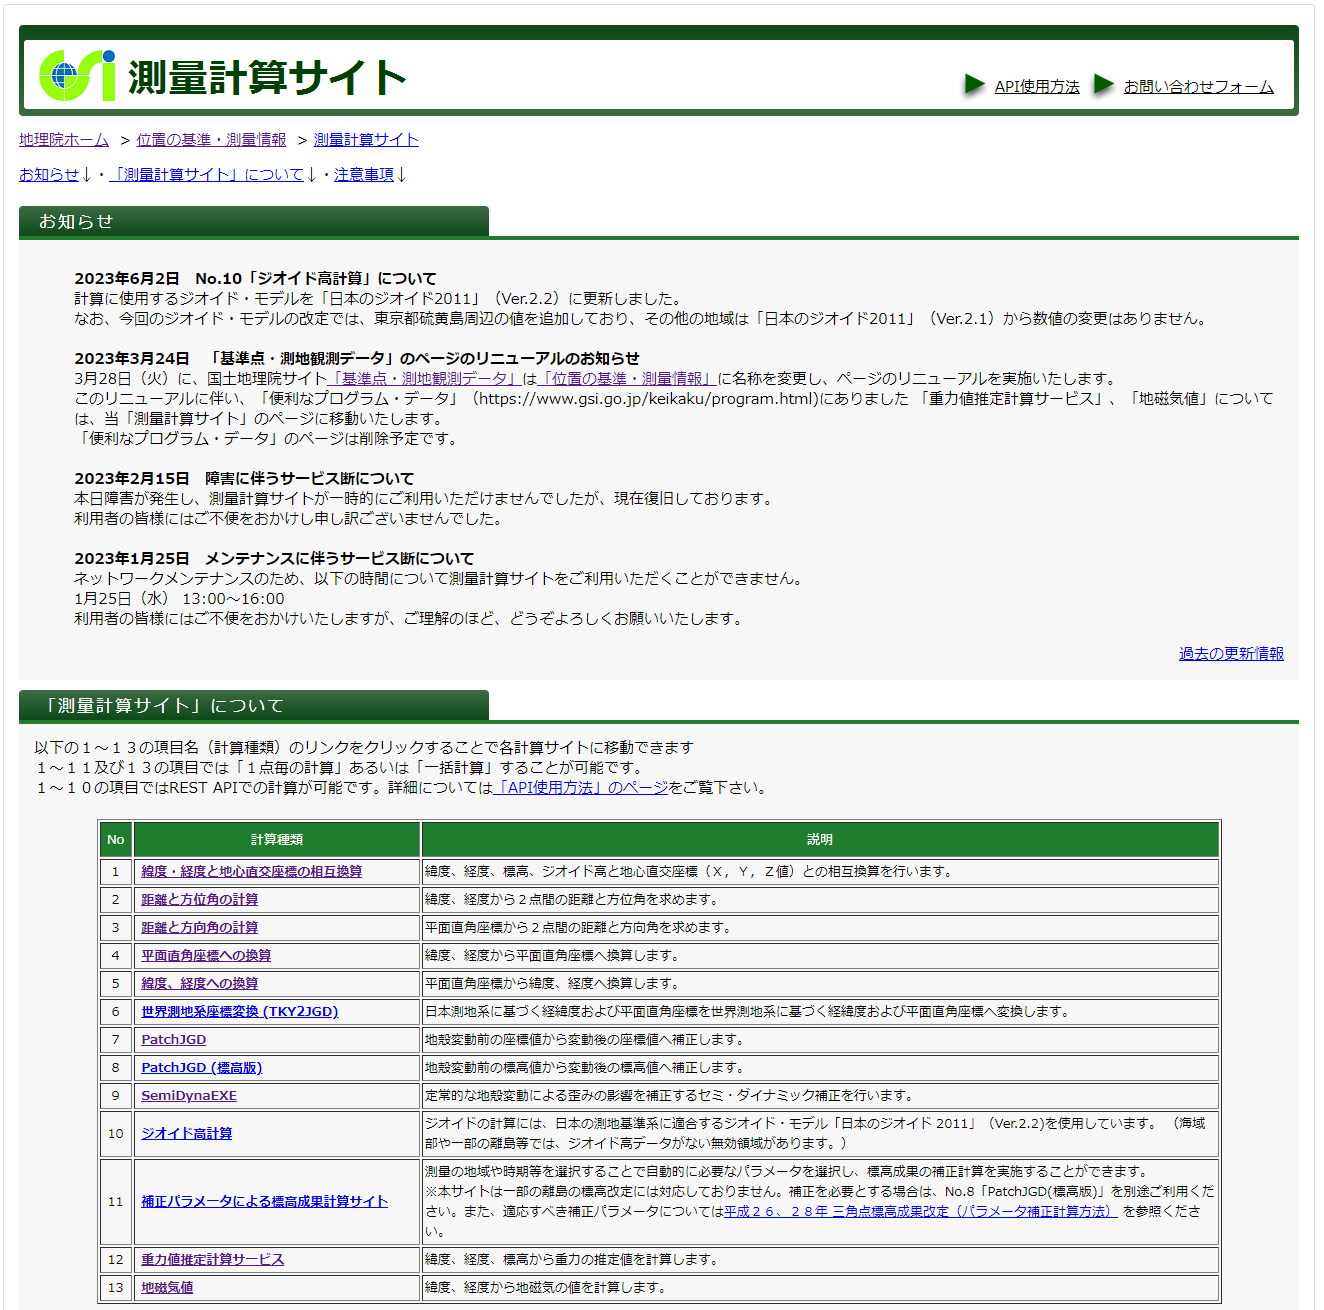 GSI 測量計算サイト
API使用方法 お問い合わせフォーム
地理院ホーム > 位置の基準・測量情報 > 測量計算サイト
お知らせ↓・「測量計算サイト」について↓・注意事項↓
お知らせ
2023年6月2日 No.10「ジオイド高計算」について
計算に使用するジオイド・モデルを「日本のジオイド2011」（Ver.2.2）に更新しました。
なお、今回のジオイド・モデルの改定では、東京都硫黄島周辺の値を追加しており、その他の地域は「日本のジオイド2011」（Ver.2.1）から数値の変更はありません。
2023年3月24日 「基準点・測地観測データ」のページのリニューアルのお知らせ
3月28日（火）に、国土地理院サイト「基準点・測地観測データ」は「位置の基準・測量情報」に名称を変更し、ページのリニューアルを実施いたします。
このリニューアルに伴い、「便利なプログラム・データ」（https://www.gsi.go.jp/keikaku/program.html)にありました 「重力値推定計算サービス」、「地磁気値」について
は、当「測量計算サイト」のページに移動いたします。
「便利なプログラム・データ」のページは削除予定です。
2023年2月15日 障害に伴うサービス断について
本日障害が発生し、測量計算サイトが一時的にご利用いただけませんでしたが、現在復旧しております。
利用者の皆様にはご不便をおかけし申し訳ございませんでした。
2023年1月25日 メンテナンスに伴うサービス断について
ネットワークメンテナンスのため、以下の時間について測量計算サイトをご利用いただくことができません。
1月25日（水） 13:00～16:00
利用者の皆様にはご不便をおかけいたしますが、ご理解のほど、どうぞよろしくお願いいたします。
過去の更新情報
「測量計算サイト」について
以下の１～１３の項目名（計算種類）のリンクをクリックすることで各計算サイトに移動できます
１～１１及び１３の項目では「１点毎の計算」あるいは「一括計算」することが可能です。
１～１０の項目ではREST APIでの計算が可能です。詳細については「API使用方法」のページをご覧下さい。
No 計算種類 説明
1 緯度・経度と地心直交座標の相互換算 緯度、経度、標高、ジオイド高と地心直交座標（Ｘ，Ｙ，Ｚ値）との相互換算を行います。
2 距離と方位角の計算 緯度、経度から２点間の距離と方位角を求めます。
3 距離と方向角の計算 平面直角座標から２点間の距離と方向角を求めます。
4 平面直角座標への換算 緯度、経度から平面直角座標へ換算します。
5 緯度、経度への換算 平面直角座標から緯度、経度へ換算します。
6 世界測地系座標変換 (TKY2JGD) 日本測地系に基づく経緯度および平面直角座標を世界測地系に基づく経緯度および平面直角座標へ変換します。
7 PatchJGD 地殻変動前の座標値から変動後の座標値へ補正します。
8 PatchJGD (標高版) 地殻変動前の標高値から変動後の標高値へ補正します。
9 SemiDynaEXE 定常的な地殻変動による歪みの影響を補正するセミ・ダイナミック補正を行います。
10 ジオイド高計算 ジオイドの計算には、日本の測地基準系に適合するジオイド・モデル「日本のジオイド 2011」（Ver.2.2)を使用しています。（海域
部や一部の離島等では、ジオイド高データがない無効領域があります。）
11 補正パラメータによる標高成果計算サイト 測量の地域や時期等を選択することで自動的に必要なパラメータを選択し、標高成果の補正計算を実施することができます。
※本サイトは一部の離島の標高改定には対応しておりません。補正を必要とする場合は、No.8「PatchJGD(標高版)」を別途ご利用くだ
さい。また、適応すべき補正パラメータについては平成２６、２８年 三角点標高成果改定（パラメータ補正計算方法） を参照くださ
い。
12 重力値推定計算サービス 緯度、経度、標高から重力の推定値を計算します。
13 地磁気値 緯度、経度から地磁気の値を計算します。